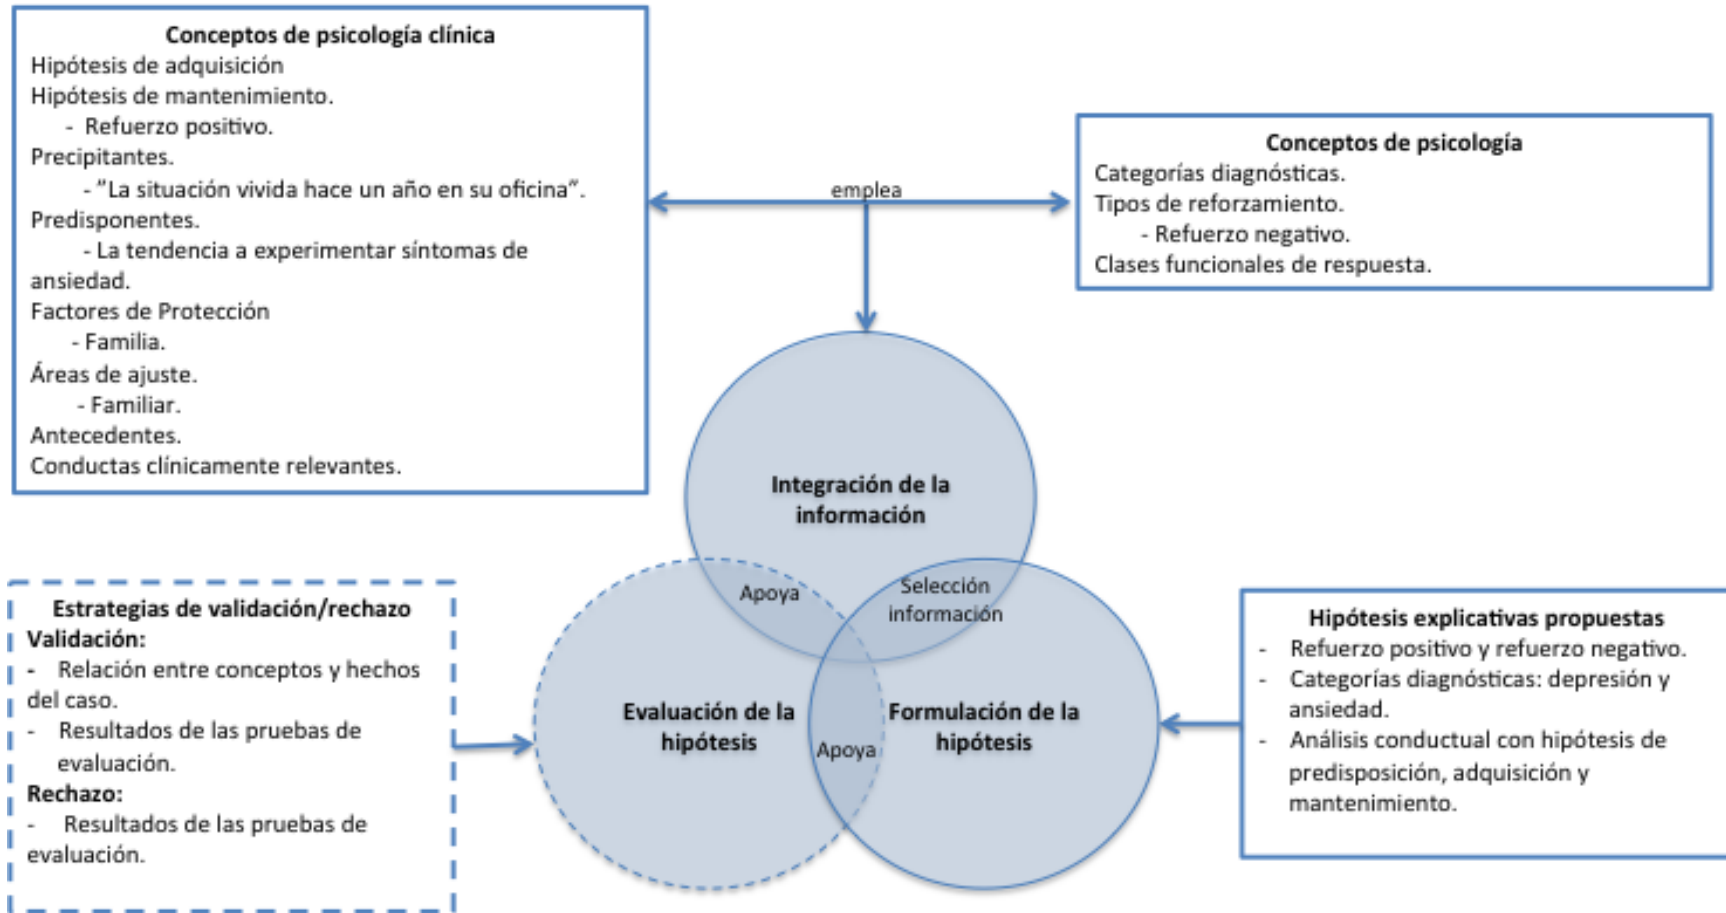 Conceptos de psicología clínica
Hipótesis de adquisición
Hipótesis de mantenimiento.
- Refuerzo positivo.
Precipitantes.
- ”La situación vivida hace un año en su oficina”.
Predisponentes.
- La tendencia a experimentar síntomas de
ansiedad.
Factores de Protección
- Familia.
Áreas de ajuste.
- Familiar.
Antecedentes.
Conductas clínicamente relevantes.
emplea
Conceptos de psicología
Categorías diagnósticas.
Tipos de reforzamiento.
- Refuerzo negativo.
Clases funcionales de respuesta.
Integración de la
información
Apoya
Selección
información
Estrategias de validación/rechazo
Validación:
- Relación entre conceptos y hechos
del caso.
- Resultados de las pruebas de
evaluación.
Rechazo:
- Resultados de las pruebas de
evaluación.
Evaluación de la
hipótesis
Apoya
Formulación de la
hipótesis
Hipótesis explicativas propuestas
- Refuerzo positivo y refuerzo negativo.
- Categorías diagnósticas: depresión y
ansiedad.
- Análisis conductual con hipótesis de
predisposición, adquisición y
mantenimiento.